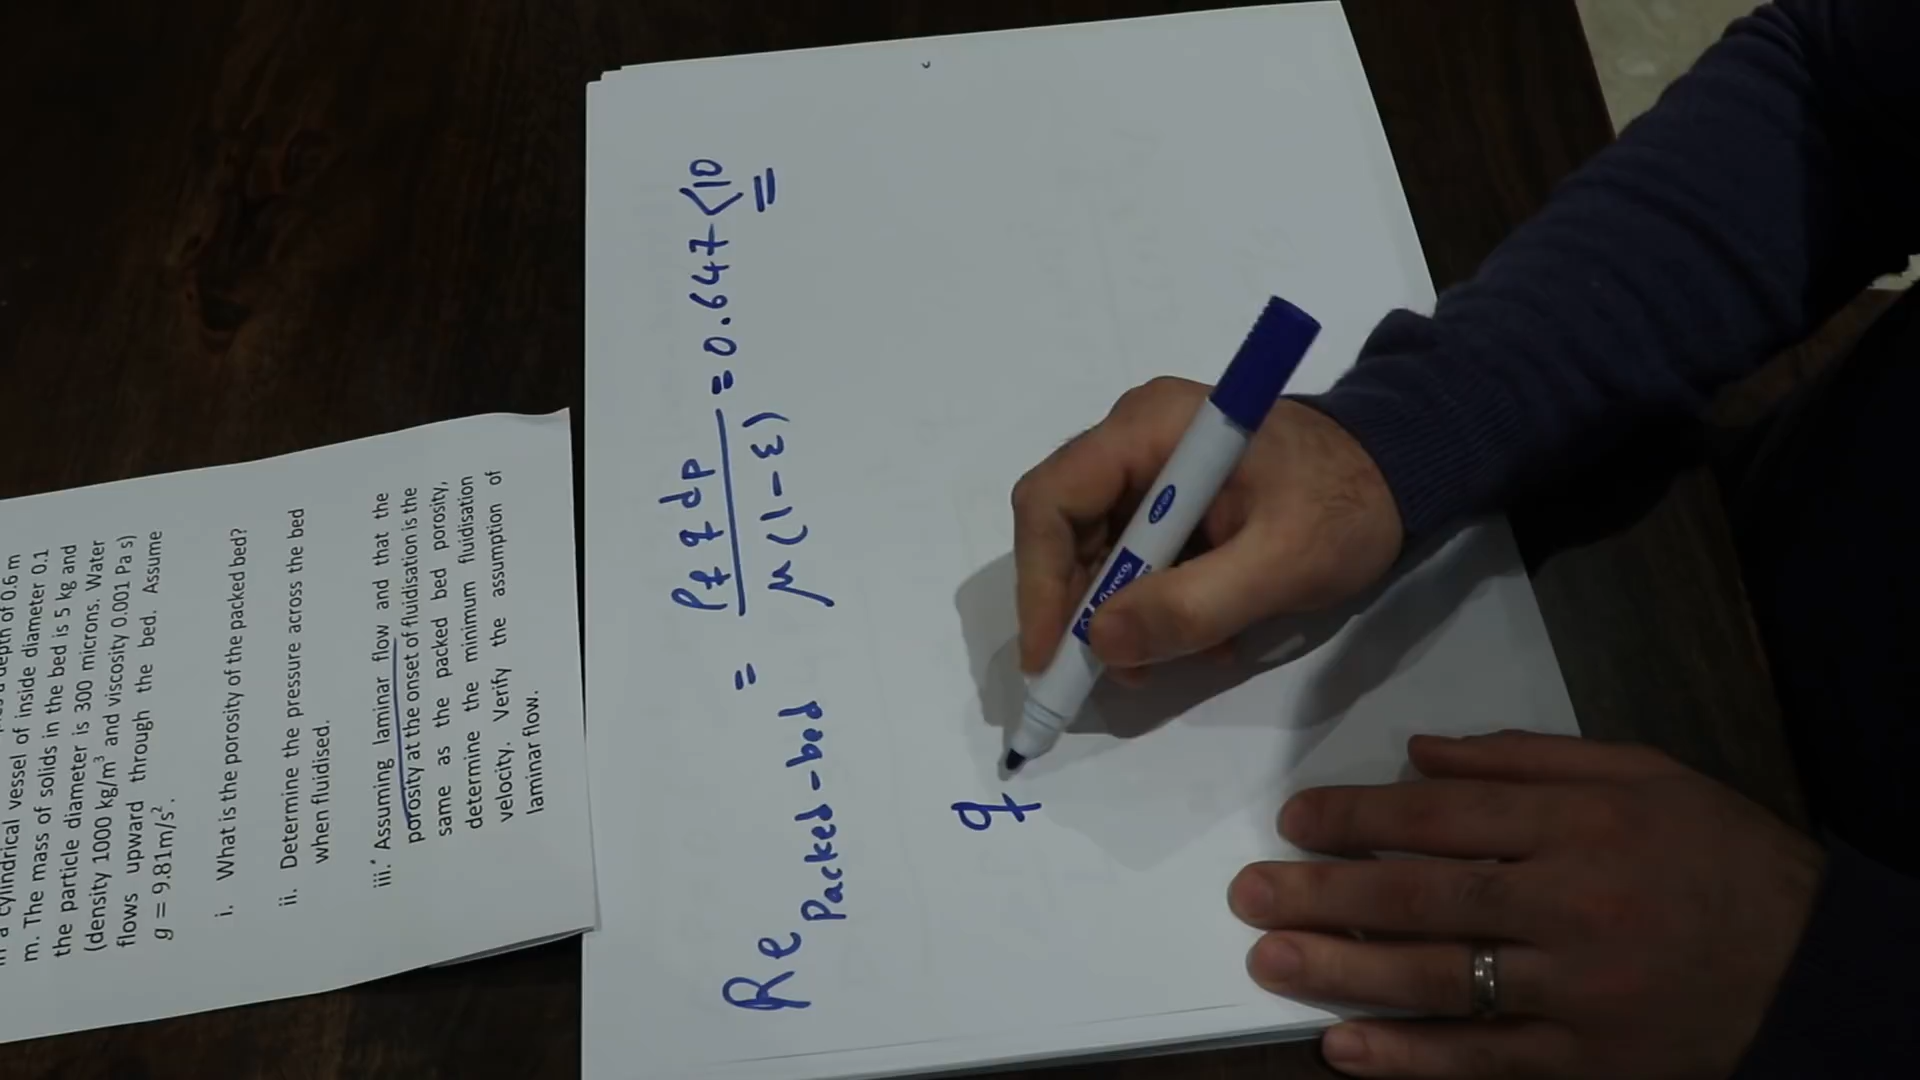 a cylindrical vessel of inside diameter 0.1
m. The mass of solids in the bed is 5 kg and
the particle diameter is 300 microns. Water
(density 1000 kg/m³ and viscosity 0.001 Pa s)
flows upward through the bed. Assume
g = 9.81m/s².
i. What is the porosity of the packed bed?
ii. Determine the pressure across the bed
when fluidised.
iii. Assuming laminar flow and that the
porosity at the onset of fluidisation is the
same as the packed bed porosity,
determine the minimum fluidisation
velocity. Verify the assumption of
laminar flow.
Re Packed-bed = ρf q dp / μ(1-ε) = 0.647 < 10
q